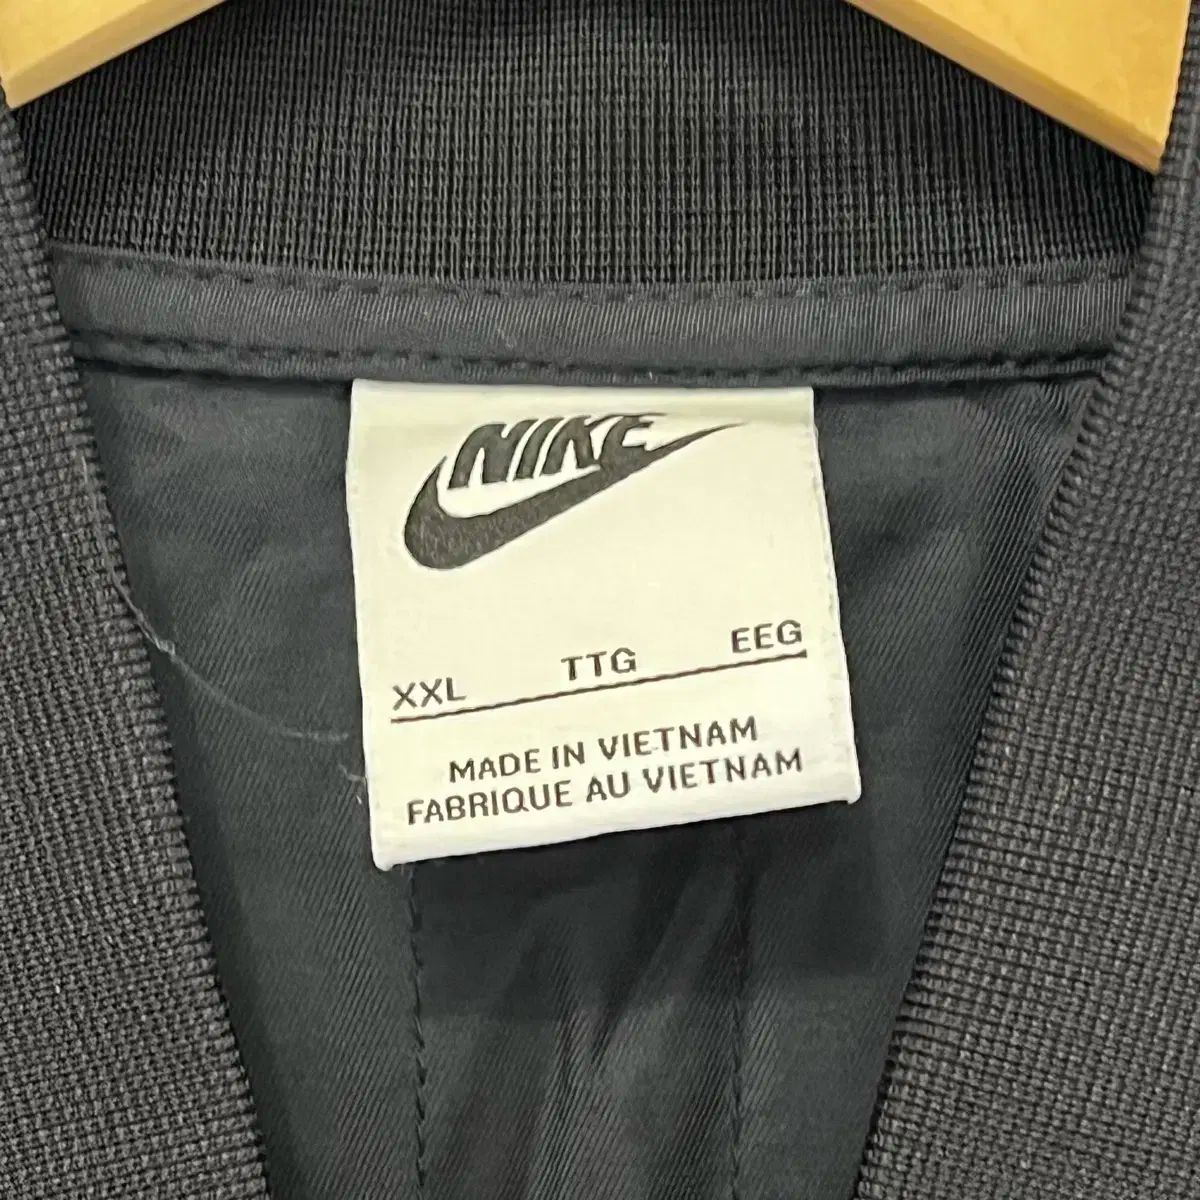 NIKE
XXL TTG EEG
MADE IN VIETNAM
FABRIQUE AU VIETNAM